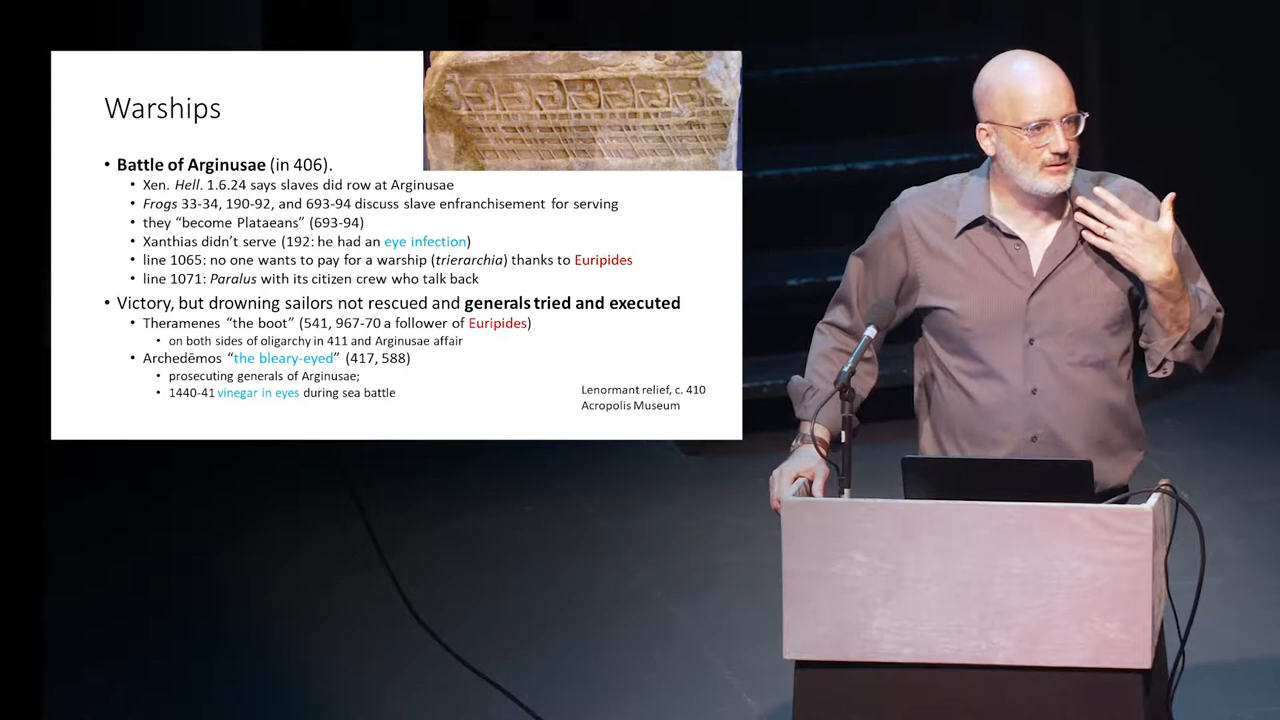 Warships
• Battle of Arginusae (in 406).
• Xen. Hell. 1.6.24 says slaves did row at Arginusae
• Frogs 33-34, 190-92, and 693-94 discuss slave enfranchisement for serving
• they “become Plataeans” (693-94)
• Xanthias didn’t serve (192: he had an eye infection)
• line 1065: no one wants to pay for a warship (trierarchia) thanks to Euripides
• line 1071: Paralus with its citizen crew who talk back
• Victory, but drowning sailors not rescued and generals tried and executed
• Theramenes “the boot” (541, 967-70 a follower of Euripides)
• on both sides of oligarchy in 411 and Arginusae affair
• Archedēmos “the bleary-eyed” (417, 588)
• prosecuting generals of Arginusae;
• 1440-41 vinegar in eyes during sea battle
Lenormant relief, c. 410
Acropolis Museum